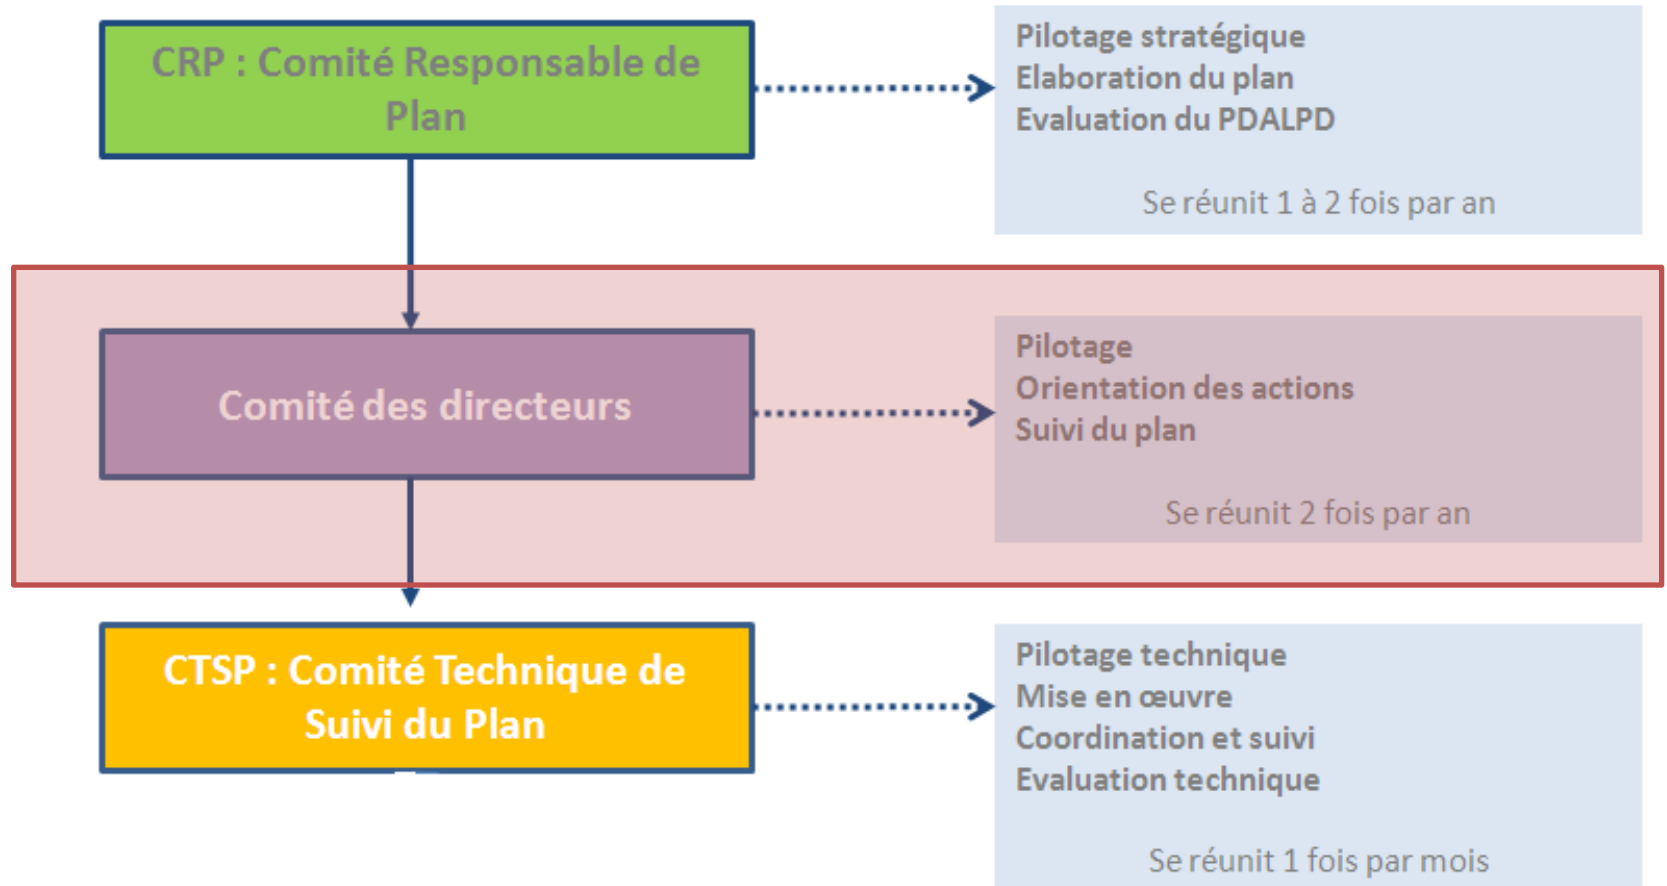 CRP : Comité Responsable de
Plan
Pilotage stratégique
Elaboration du plan
Evaluation du PDALPD
Se réunit 1 à 2 fois par an
Comité des directeurs
Pilotage
Orientation des actions
Suivi du plan
Se réunit 2 fois par an
CTSP : Comité Technique de
Suivi du Plan
Pilotage technique
Mise en œuvre
Coordination et suivi
Evaluation technique
Se réunit 1 fois par mois